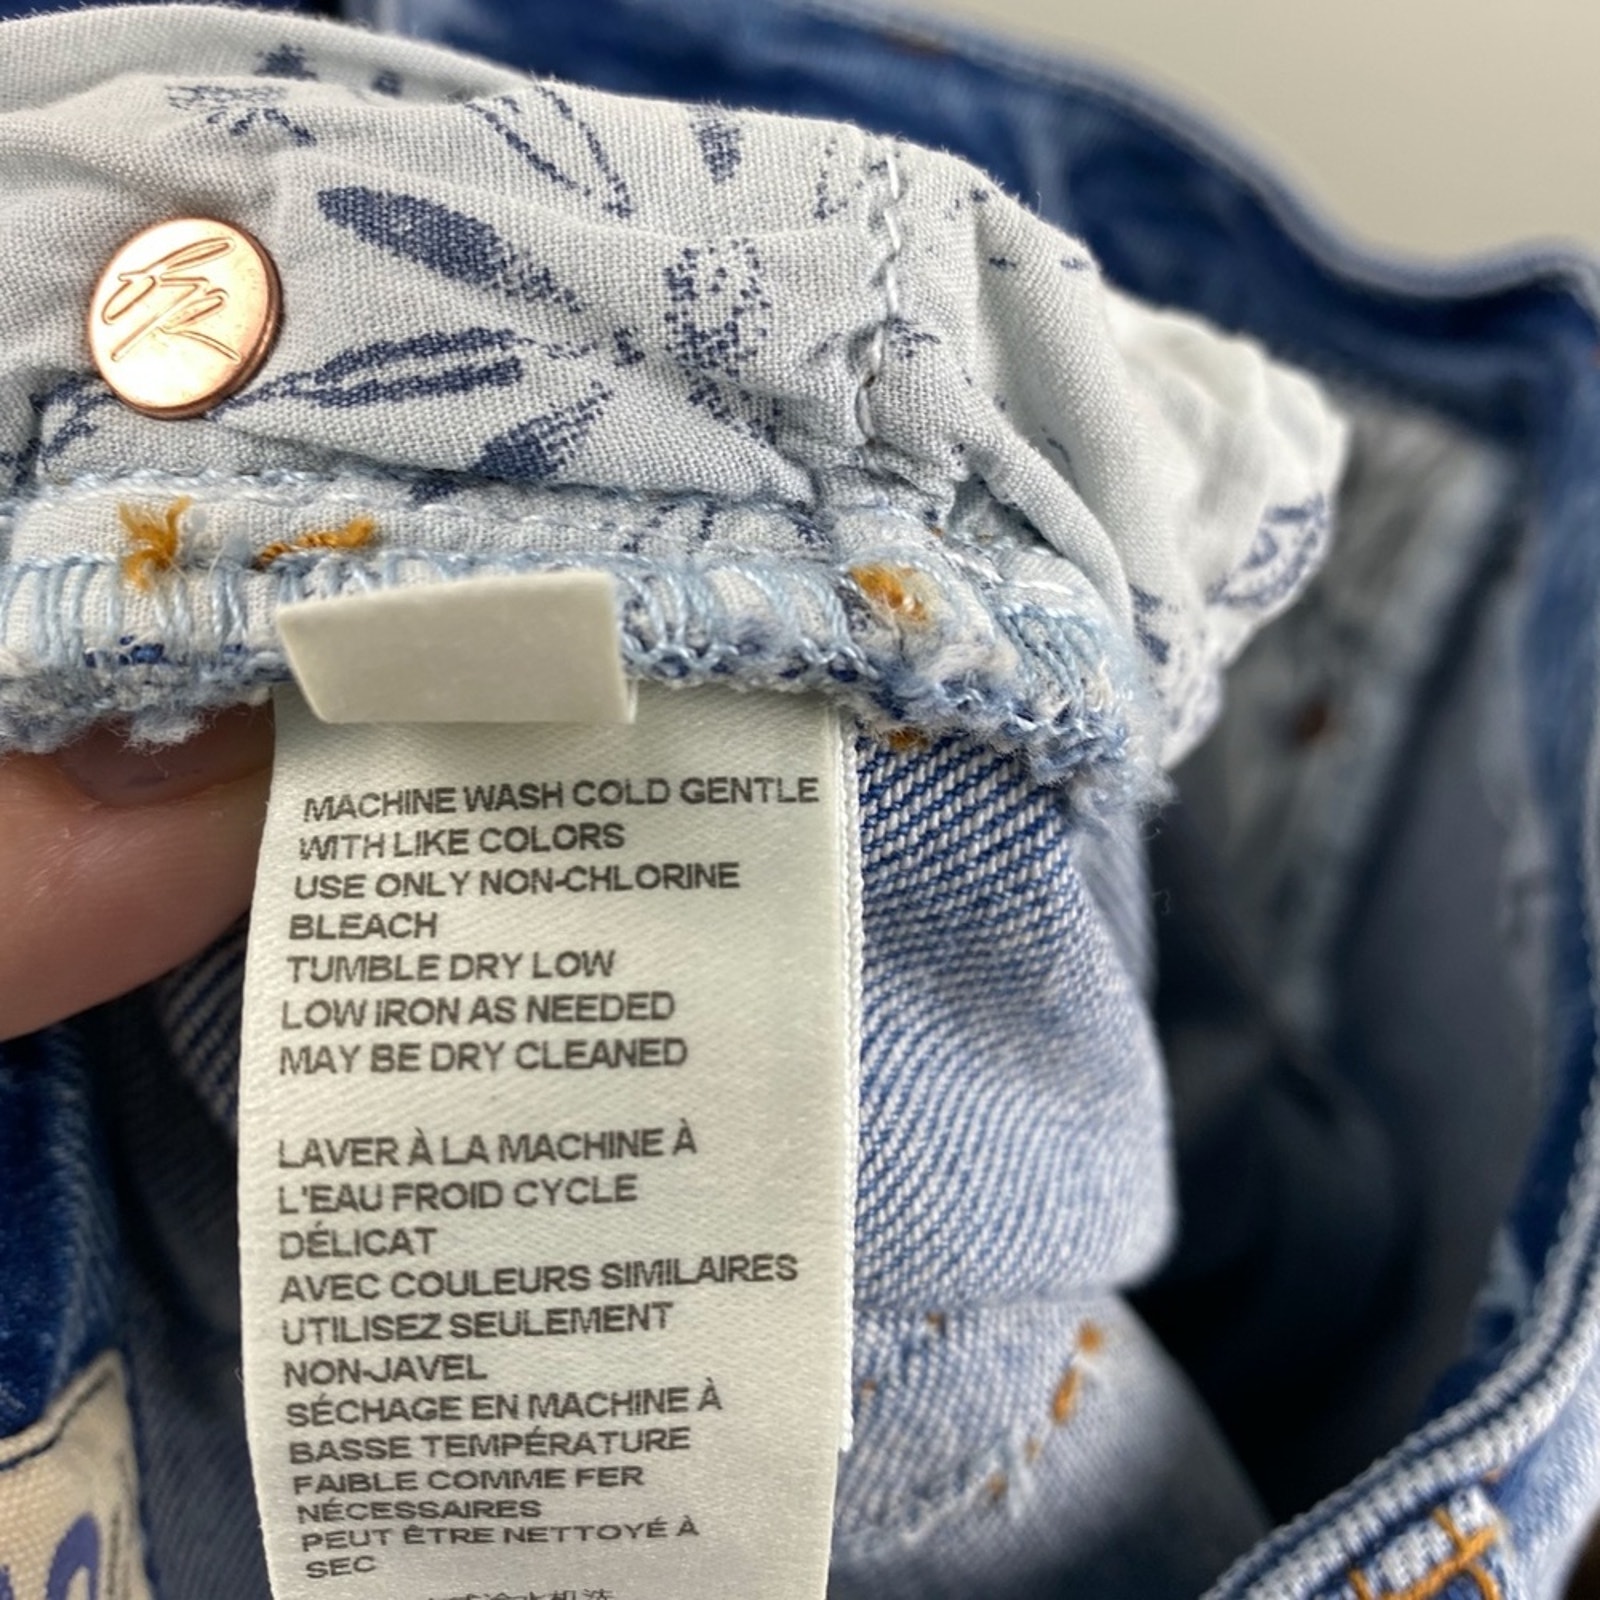 MACHINE WASH COLD GENTLE
WITH LIKE COLORS
USE ONLY NON-CHLORINE
BLEACH
TUMBLE DRY LOW
LOW IRON AS NEEDED
MAY BE DRY CLEANED
LAVER À LA MACHINE À
L'EAU FROID CYCLE
DÉLICAT
AVEC COULEURS SIMILAIRES
UTILISEZ SEULEMENT
NON-JAVEL
SÉCHAGE EN MACHINE À
BASSE TEMPÉRATURE
FAIBLE COMME FER
NÉCESSAIRES
PEUT ÊTRE NETTOYÉ À
SEC